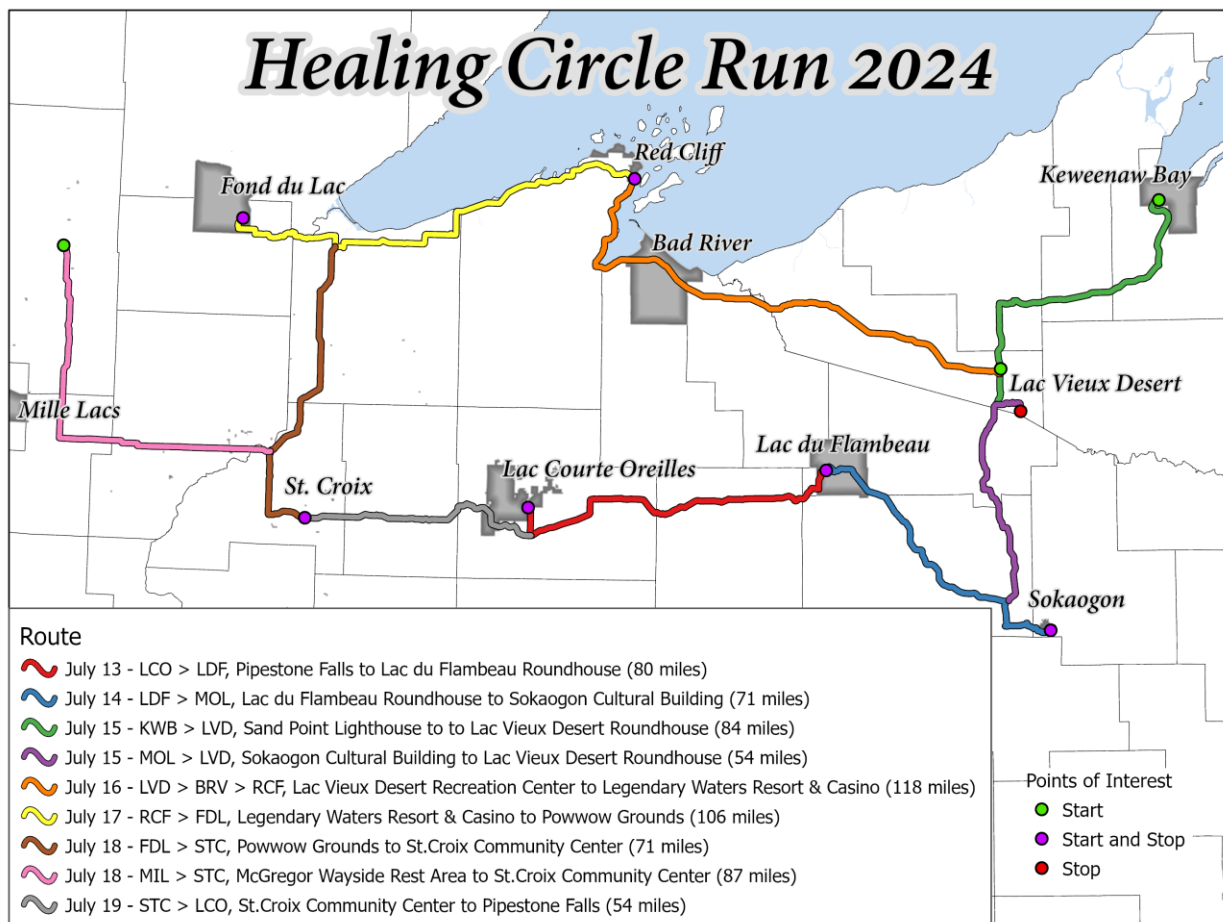 Healing Circle Run 2024
Red Cliff
Fond du Lac
Keweenaw Bay
Bad River
Lac Vieux Desert
Mille Lacs
Lac du Flambeau
Lac Courte Oreilles
St. Croix
Sokaogon
Route
July 13 - LCO > LDF, Pipestone Falls to Lac du Flambeau Roundhouse (80 miles)
July 14 - LDF > MOL, Lac du Flambeau Roundhouse to Sokaogon Cultural Building (71 miles)
July 15 - KWB > LVD, Sand Point Lighthouse to to Lac Vieux Desert Roundhouse (84 miles)
July 15 - MOL > LVD, Sokaogon Cultural Building to Lac Vieux Desert Roundhouse (54 miles)
July 16 - LVD > BRV > RCF, Lac Vieux Desert Recreation Center to Legendary Waters Resort & Casino (118 miles)
July 17 - RCF > FDL, Legendary Waters Resort & Casino to Powwow Grounds (106 miles)
July 18 - FDL > STC, Powwow Grounds to St.Croix Community Center (71 miles)
July 18 - MIL > STC, McGregor Wayside Rest Area to St.Croix Community Center (87 miles)
July 19 - STC > LCO, St.Croix Community Center to Pipestone Falls (54 miles)
Points of Interest
Start
Start and Stop
Stop